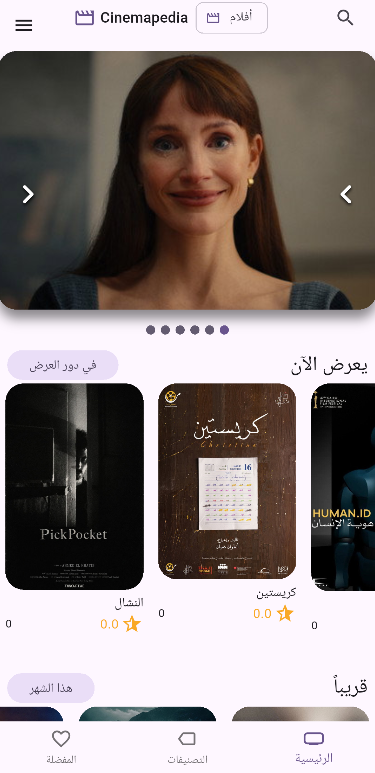 Cinemapedia
أفلام
يعرض الآن
في دور العرض
HUMAN.ID
هوية الإنسان
كريستين
Christine
16
كريستين
0.0
0
PickPocket
النشال
0.0
0
0
قريباً
هذا الشهر
الرئيسية
التصنيفات
المفضلة